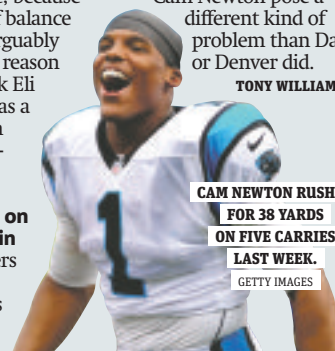 , because
balance
rguably
reason
k Eli
as a
on
in
ers
s
Cam Newton pose a
different kind of
problem than Da
or Denver did.
TONY WILLIAM
1
CAM NEWTON RUSH
FOR 38 YARDS
ON FIVE CARRIES
LAST WEEK.
GETTY IMAGES